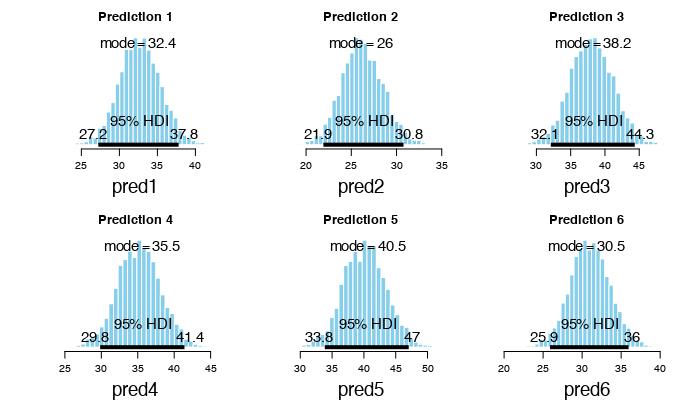 Prediction 1
mode = 32.4
95% HDI
27.2 37.8
25 30 35 40
pred1
Prediction 2
mode = 26
95% HDI
21.9 30.8
20 25 30 35
pred2
Prediction 3
mode = 38.2
95% HDI
32.1 44.3
30 35 40 45
pred3
Prediction 4
mode = 35.5
95% HDI
29.8 41.4
25 30 35 40 45
pred4
Prediction 5
mode = 40.5
95% HDI
33.8 47
30 35 40 45 50
pred5
Prediction 6
mode = 30.5
95% HDI
25.9 36
20 25 30 35 40
pred6